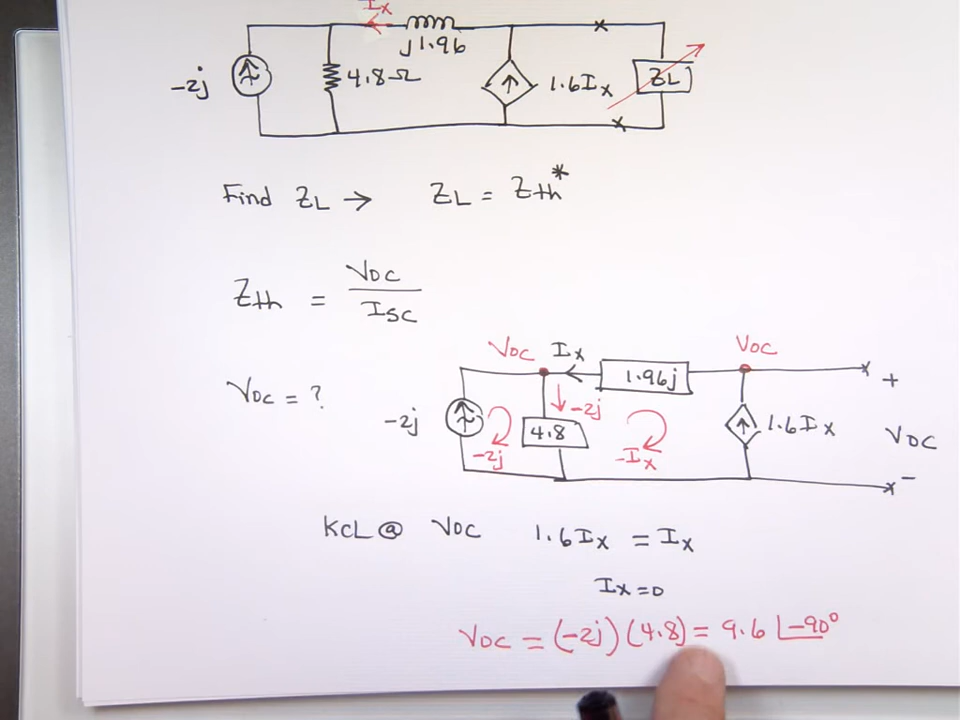 Ix
j1.96
-2j
4.8Ω
1.6Ix
ZL
Find ZL → ZL = Zth*
Zth = Voc / Isc
Voc = ?
Voc Ix Voc
1.96j
+
-2j -2j 4.8 1.6Ix Voc
-2j -Ix
-
KCL @ Voc 1.6Ix = Ix
Ix=0
Voc = (-2j)(4.8) = 9.6 ∠-90°